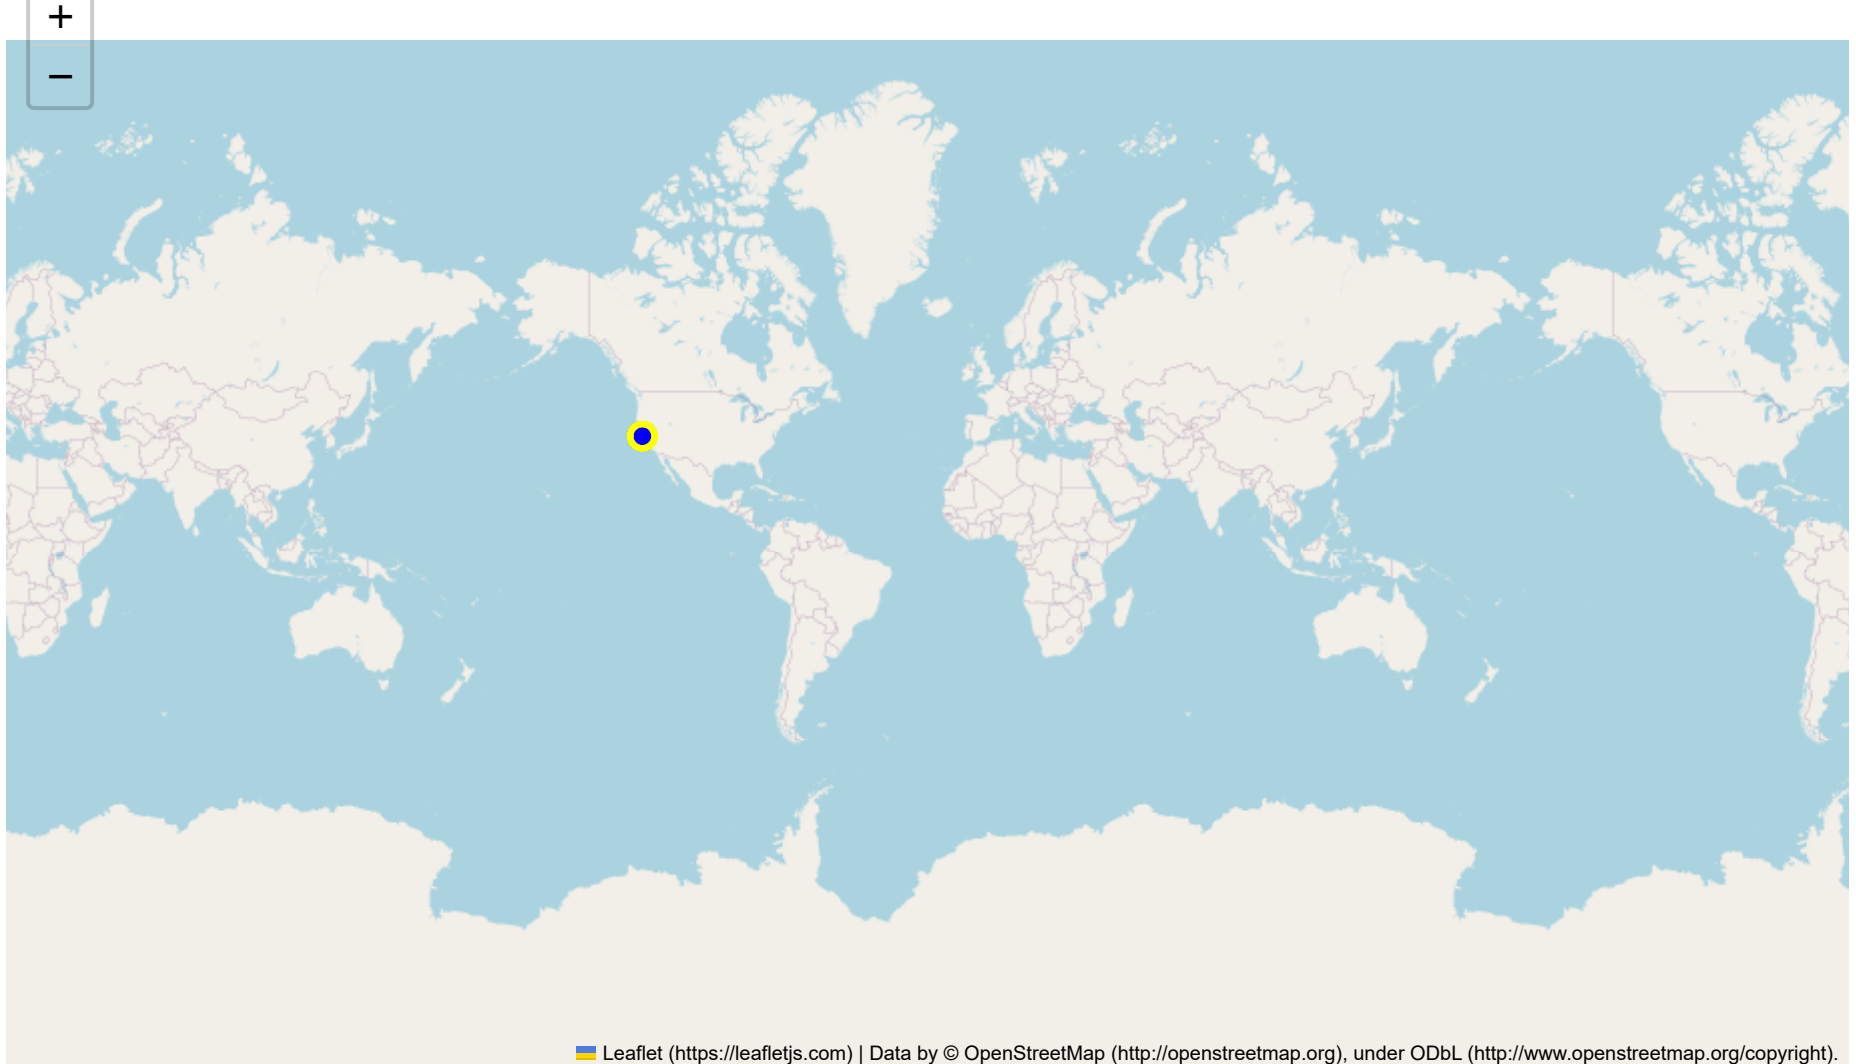 +
−
Leaflet (https://leafletjs.com) | Data by © OpenStreetMap (http://openstreetmap.org), under ODbL (http://www.openstreetmap.org/copyright).